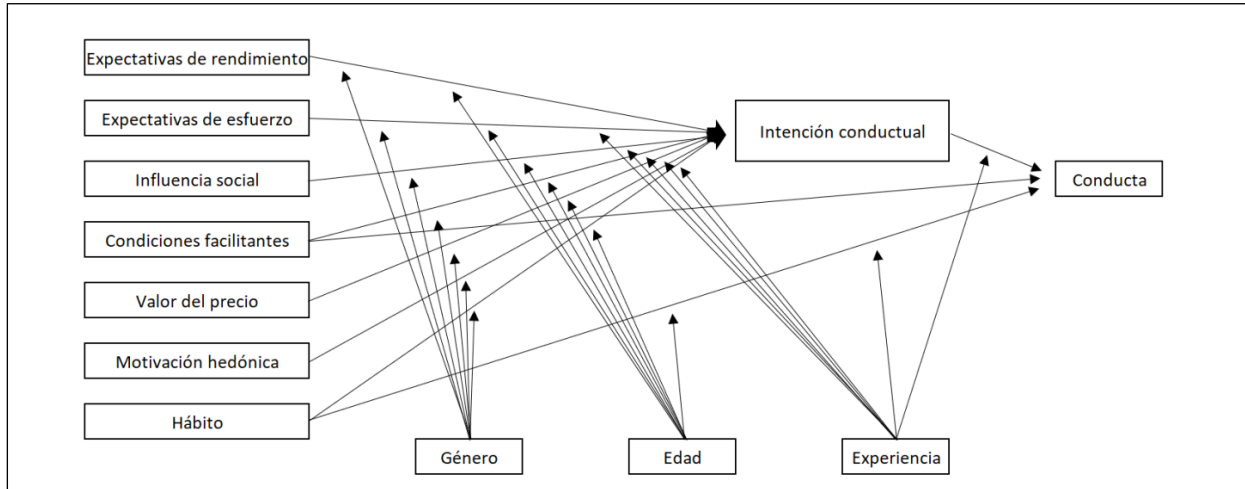 Expectativas de rendimiento
Expectativas de esfuerzo
Intención conductual
Influencia social
Conducta
Condiciones facilitantes
Valor del precio
Motivación hedónica
Hábito
Género
Edad
Experiencia